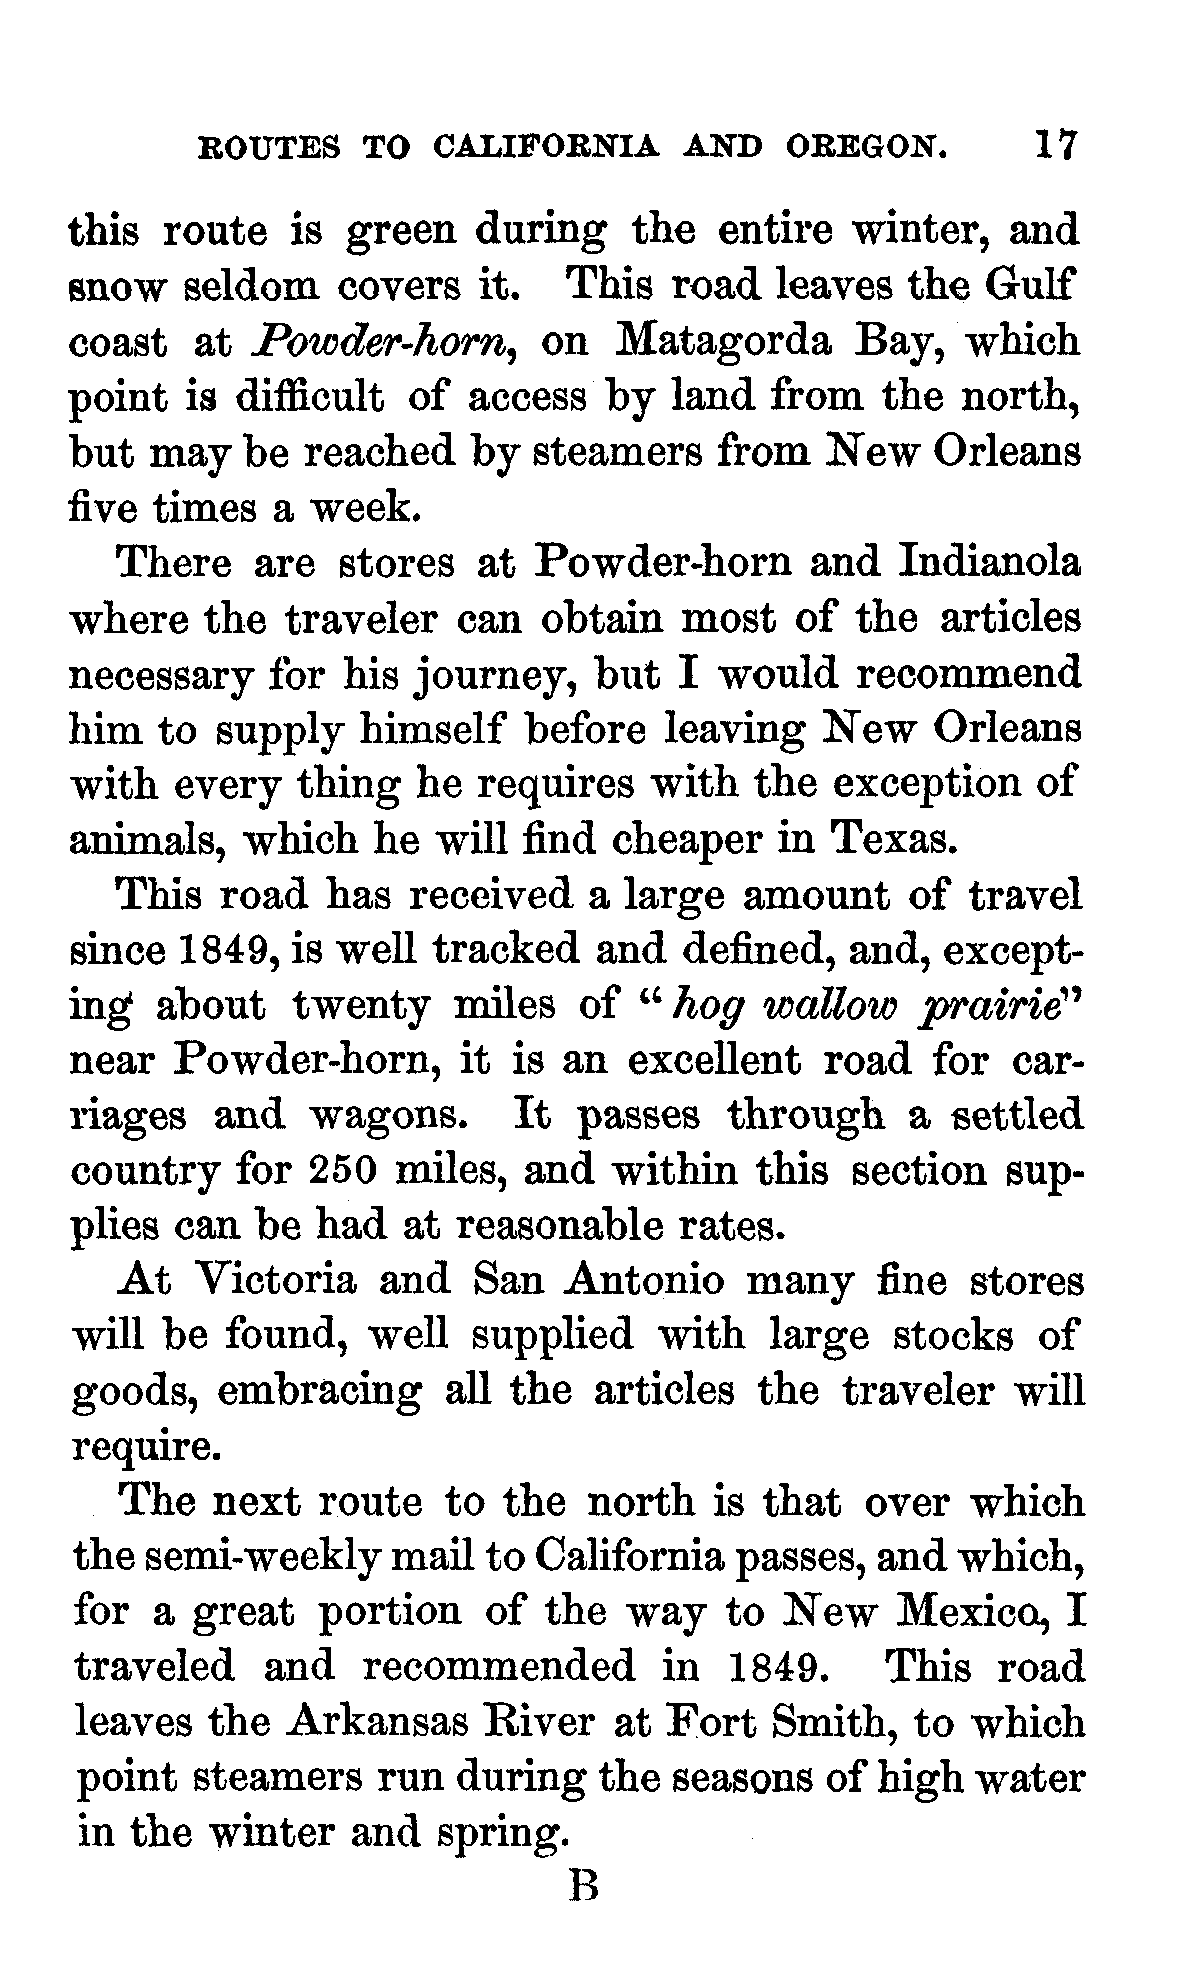 ROUTES TO CALIFORNIA AND OREGON. 17
this route is green during the entire winter, and
snow seldom covers it. This road leaves the Gulf
coast at Powder-horn, on Matagorda Bay, which
point is difficult of access by land from the north,
but may be reached by steamers from New Orleans
five times a week.
There are stores at Powder-horn and Indianola
where the traveler can obtain most of the articles
necessary for his journey, but I would recommend
him to supply himself before leaving New Orleans
with every thing he requires with the exception of
animals, which he will find cheaper in Texas.
This road has received a large amount of travel
since 1849, is well tracked and defined, and, except-
ing about twenty miles of "hog wallow prairie"
near Powder-horn, it is an excellent road for car-
riages and wagons. It passes through a settled
country for 250 miles, and within this section sup-
plies can be had at reasonable rates.
At Victoria and San Antonio many fine stores
will be found, well supplied with large stocks of
goods, embracing all the articles the traveler will
require.
The next route to the north is that over which
the semi-weekly mail to California passes, and which,
for a great portion of the way to New Mexico, I
traveled and recommended in 1849. This road
leaves the Arkansas River at Fort Smith, to which
point steamers run during the seasons of high water
in the winter and spring.
B